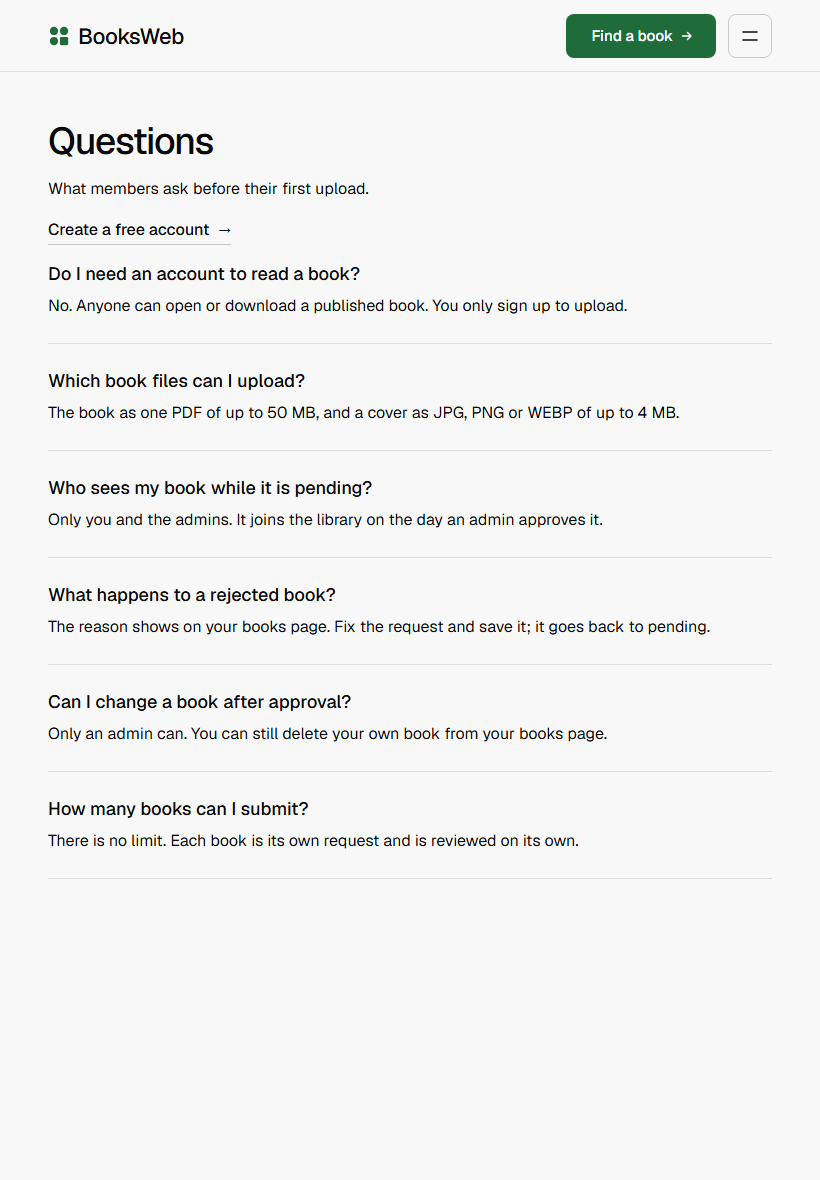 BooksWeb
Find a book →
Questions
What members ask before their first upload.
Create a free account →
Do I need an account to read a book?
No. Anyone can open or download a published book. You only sign up to upload.
Which book files can I upload?
The book as one PDF of up to 50 MB, and a cover as JPG, PNG or WEBP of up to 4 MB.
Who sees my book while it is pending?
Only you and the admins. It joins the library on the day an admin approves it.
What happens to a rejected book?
The reason shows on your books page. Fix the request and save it; it goes back to pending.
Can I change a book after approval?
Only an admin can. You can still delete your own book from your books page.
How many books can I submit?
There is no limit. Each book is its own request and is reviewed on its own.